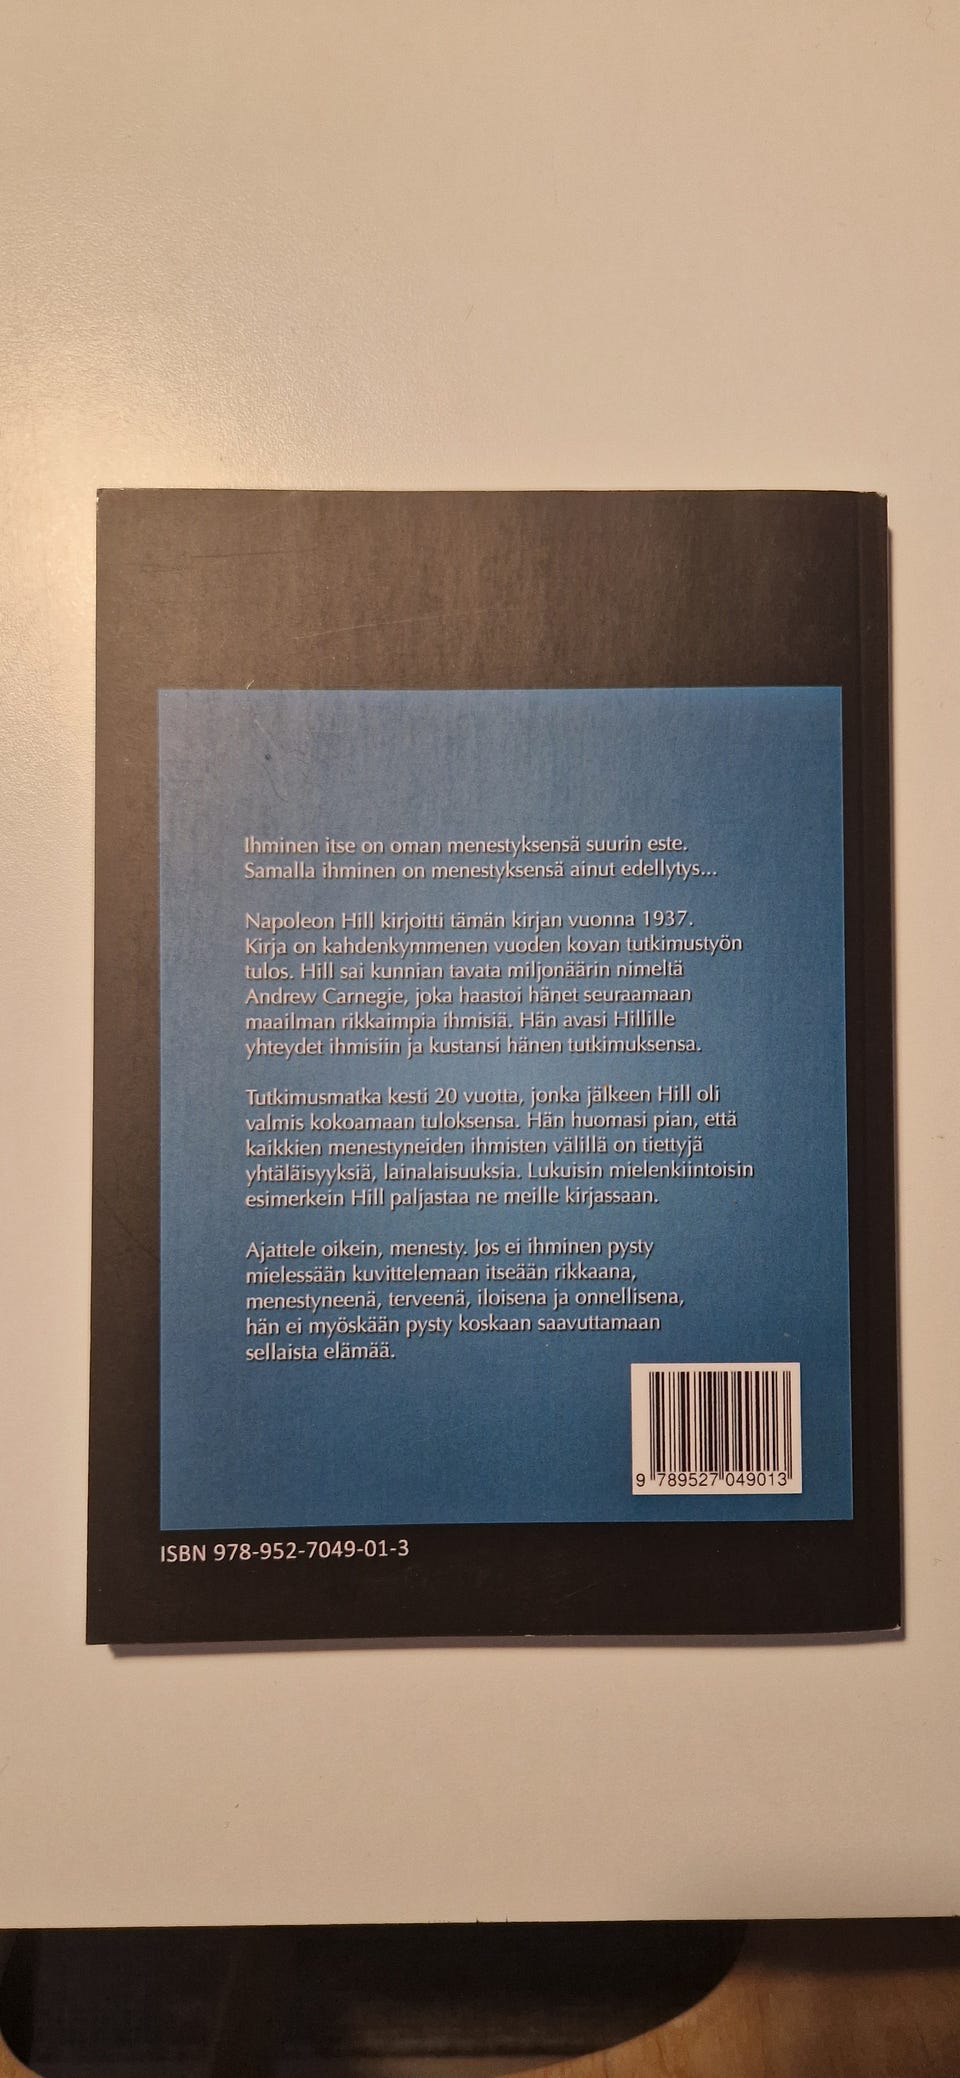 Ihminen itse on oman menestyksensä suurin este.
Samalla ihminen on menestyksensä ainut edellytys...
Napoleon Hill kirjoitti tämän kirjan vuonna 1937.
Kirja on kahdenkymmenen vuoden kovan tutkimustyön
tulos. Hill sai kunnian tavata miljonäärin nimeltä
Andrew Carnegie, joka haastoi hänet seuraamaan
maailman rikkaimpia ihmisiä. Hän avasi Hillille
yhteydet ihmisiin ja kustansi hänen tutkimuksensa.
Tutkimusmatka kesti 20 vuotta, jonka jälkeen Hill oli
valmis kokoamaan tuloksensa. Hän huomasi pian, että
kaikkien menestyneiden ihmisten välillä on tiettyjä
yhtäläisyyksiä, lainalaisuuksia. Lukuisin mielenkiintoisin
esimerkein Hill paljastaa ne meille kirjassaan.
Ajattele oikein, menesty. Jos ei ihminen pysty
mielessään kuvittelemaan itseään rikkaana,
menestyneenä, terveenä, iloisena ja onnellisena,
hän ei myöskään pysty koskaan saavuttamaan
sellaista elämää.
9 789527 049013
ISBN 978-952-7049-01-3